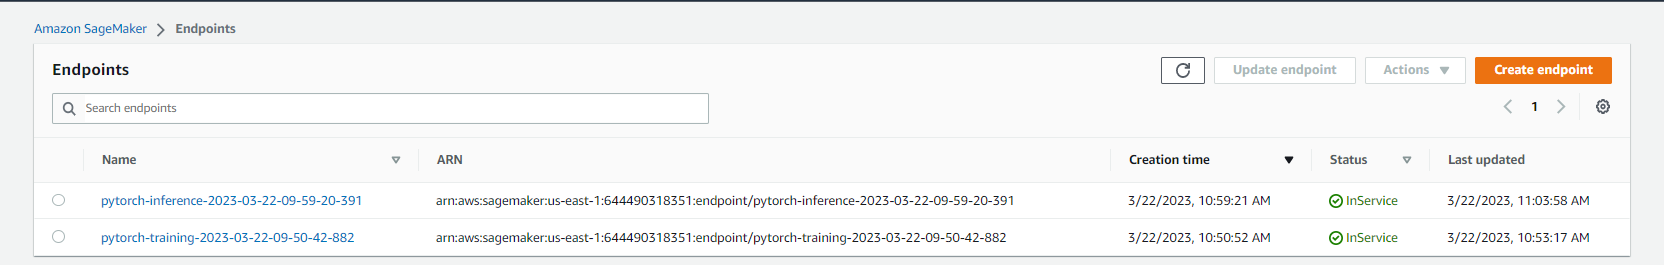 Amazon SageMaker > Endpoints
Endpoints
Update endpoint Actions Create endpoint
Search endpoints
1
Name ARN Creation time Status Last updated
pytorch-inference-2023-03-22-09-59-20-391 arn:aws:sagemaker:us-east-1:644490318351:endpoint/pytorch-inference-2023-03-22-09-59-20-391 3/22/2023, 10:59:21 AM InService 3/22/2023, 11:03:58 AM
pytorch-training-2023-03-22-09-50-42-882 arn:aws:sagemaker:us-east-1:644490318351:endpoint/pytorch-training-2023-03-22-09-50-42-882 3/22/2023, 10:50:52 AM InService 3/22/2023, 10:53:17 AM